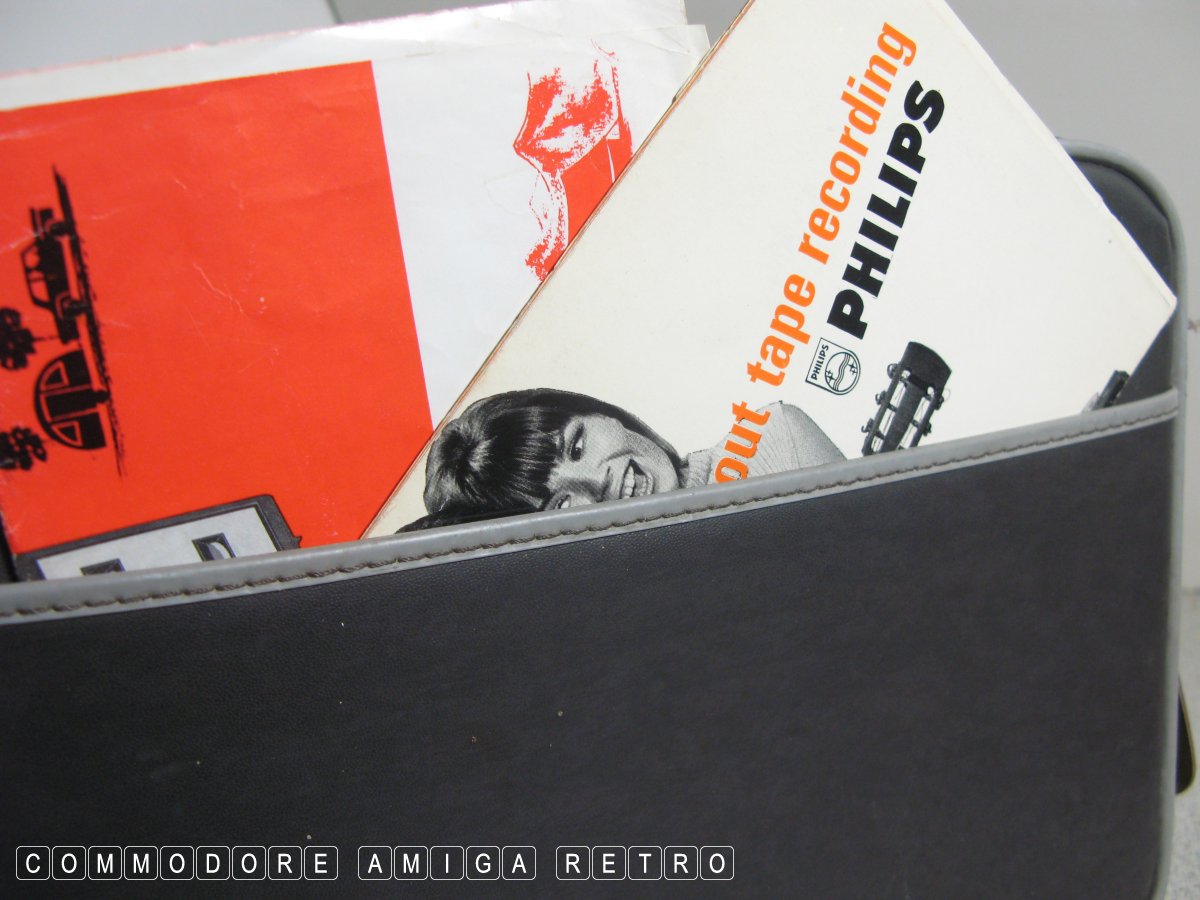 out tape recording
PHILIPS
PHILIPS
COMMODORE AMIGA RETRO